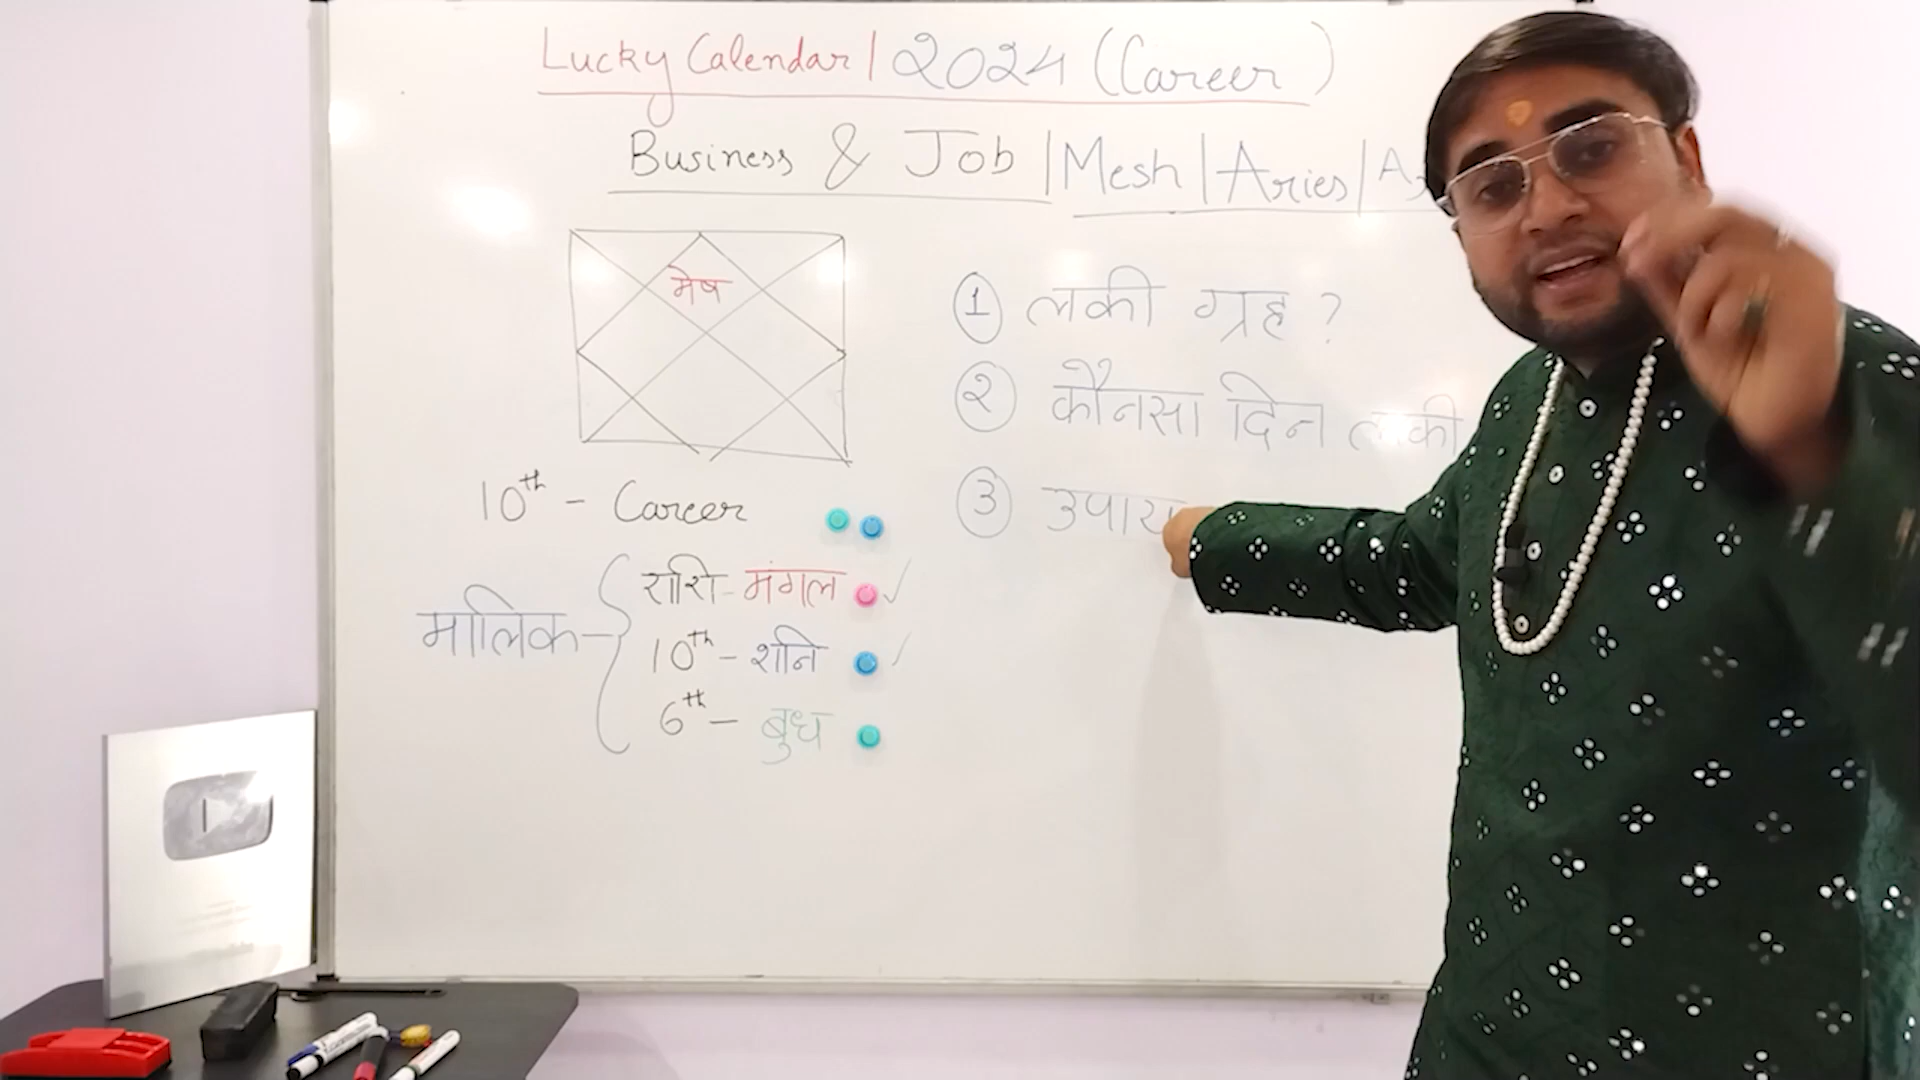 Lucky Calendar | 2024 (Career)
Business & Job | Mesh | Aries |
मेष
① लकी ग्रह ?
② कौनसा दिन लकी
③ उपाय
10th - Career
मालिक -
राशि - मंगल
10th - शनि
6th - बुध